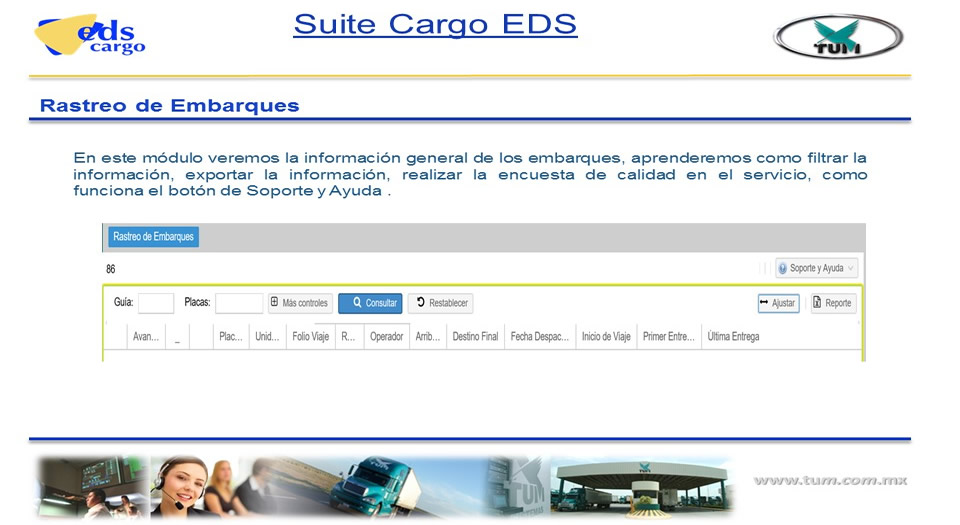 eds
cargo
Suite Cargo EDS
TUM
Rastreo de Embarques
En este módulo veremos la información general de los embarques, aprenderemos como filtrar la
información, exportar la información, realizar la encuesta de calidad en el servicio, como
funciona el botón de Soporte y Ayuda .
Rastreo de Embarques
86
Soporte y Ayuda
Guía: Placas: Más controles Consultar Restablecer Ajustar Reporte
Avan... _ Plac... Unid... Folio Viaje R... Operador Arrib... Destino Final Fecha Despac... Inicio de Viaje Primer Entre... Última Entrega
TUM
www.tum.com.mx